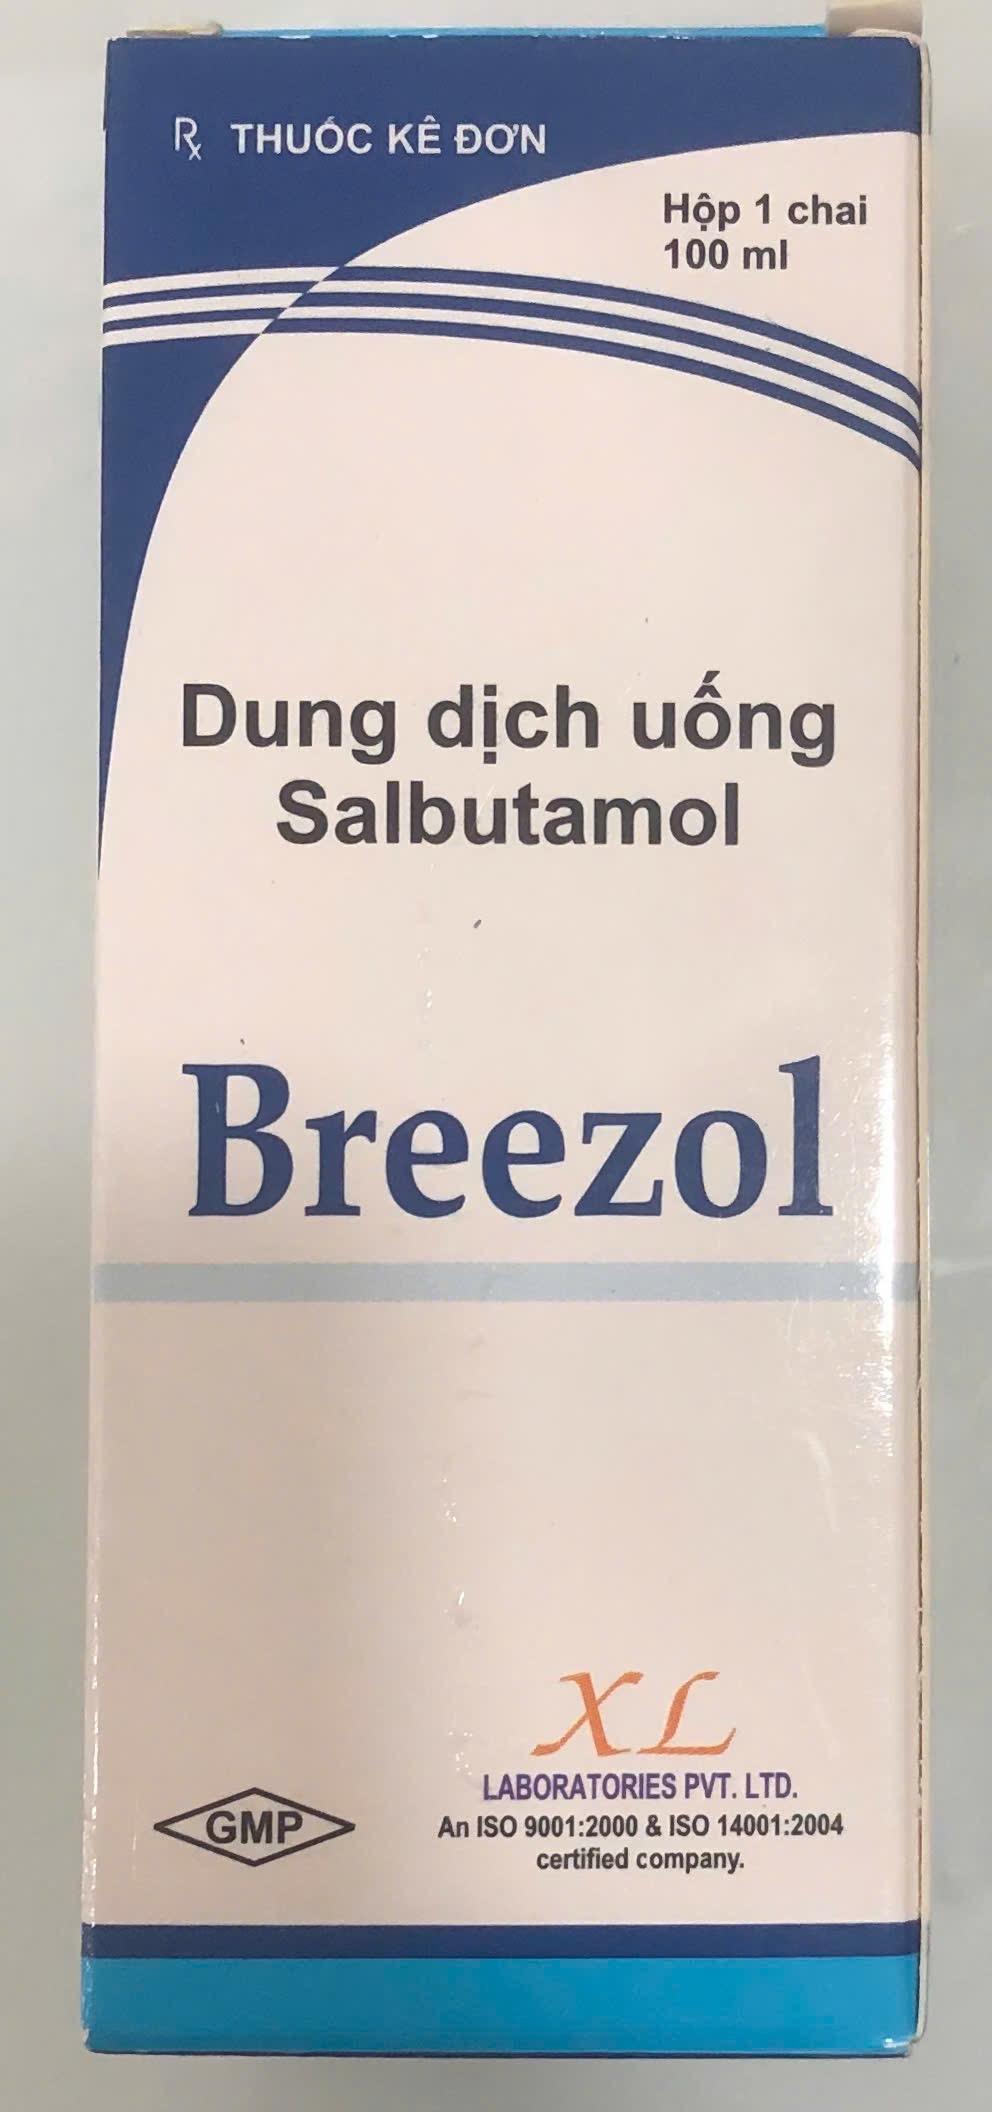 Rx THUỐC KÊ ĐƠN
Hộp 1 chai
100 ml
Dung dịch uống
Salbutamol
Breezol
XL
LABORATORIES PVT. LTD.
GMP
An ISO 9001:2000 & ISO 14001:2004
certified company.